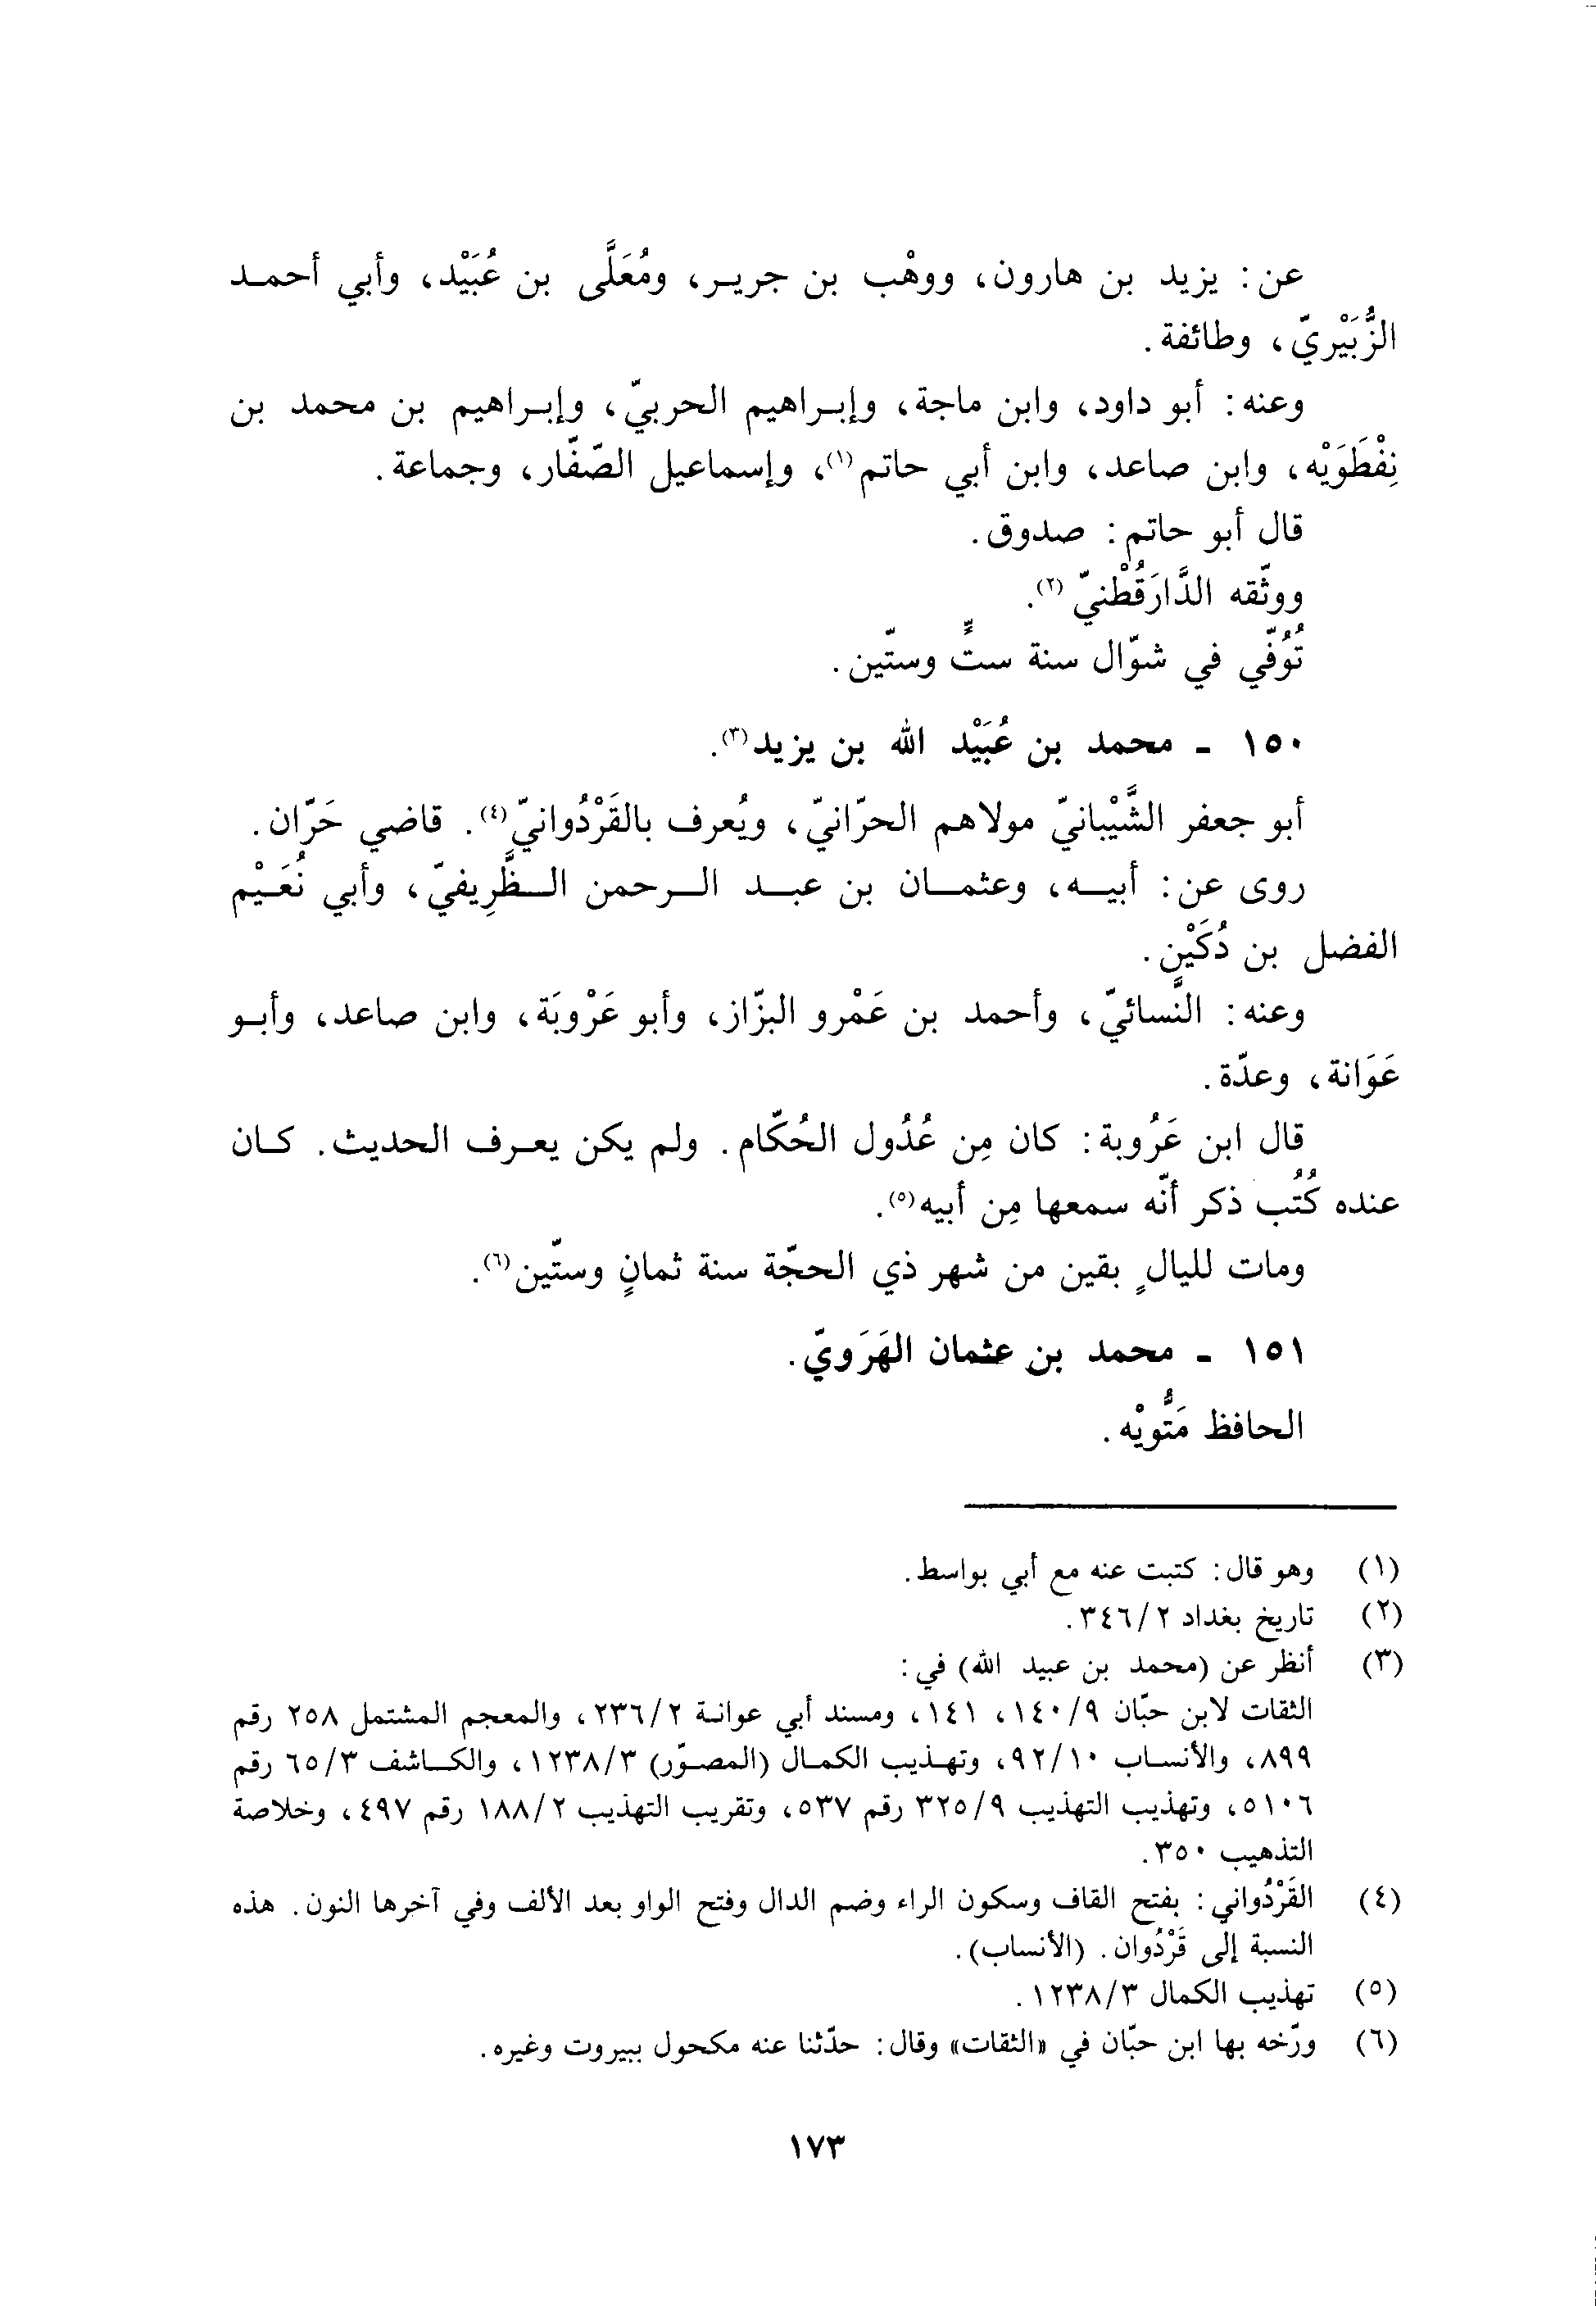 عن: يزيد بن هارون، ووهْب بن جرير، ومُعَلَّى بن عُبَيْد، وأبي أحمد
الزُّبَيْريّ، وطائفة.
وعنه: أبو داود، وابن ماجة، وإبراهيم الحربيّ، وإبراهيم بن محمد بن
نِفْطَوَيْه، وابن صاعد، وابن أبي حاتم(١)، وإسماعيل الصّفّار، وجماعة.
قال أبو حاتم: صدوق.
ووثّقه الدَّارَقُطْنيّ(٢).
تُوُفّي في شوّال سنة ستٍّ وستّين.
١٥٠ - محمد بن عُبَيْد الله بن يزيد(٣).
أبو جعفر الشَّيْبانيّ مولاهم الحرّانيّ، ويُعرف بالقَرْدُوانيّ(٤). قاضي حَرّان.
روى عن: أبيه، وعثمان بن عبد الرحمن الظَّرِيفيّ، وأبي نُعَيْم
الفضل بن دُكَيْن.
وعنه: النَّسائيّ، وأحمد بن عَمْرو البزّاز، وأبو عَرْوبَة، وابن صاعد، وأبو
عَوَانة، وعدّة.
قال ابن عَرُوبة: كان مِن عُدُول الحُكّام. ولم يكن يعرف الحديث. كان
عنده كُتُب ذكر أنّه سمعها مِن أبيه(٥).
ومات لليالٍ بقين من شهر ذي الحجّة سنة ثمانٍ وستّين(٦).
١٥١ - محمد بن عثمان الهَرَويّ.
الحافظ مَتُّويْه.
(١) وهو قال: كتبت عنه مع أبي بواسط.
(٢) تاريخ بغداد ٣٤٦/٢.
(٣) أنظر عن (محمد بن عبيد الله) في:
الثقات لابن حبّان ١٤٠/٩، ١٤١، ومسند أبي عوانة ٢٣٦/٢، والمعجم المشتمل ٢٥٨ رقم
٨٩٩، والأنساب ٩٢/١٠، وتهذيب الكمال (المصوّر) ١٢٣٨/٣، والكاشف ٦٥/٣ رقم
٥١٠٦، وتهذيب التهذيب ٣٢٥/٩ رقم ٥٣٧، وتقريب التهذيب ١٨٨/٢ رقم ٤٩٧، وخلاصة
التذهيب ٣٥٠.
(٤) القَرْدُواني: بفتح القاف وسكون الراء وضم الدال وفتح الواو بعد الألف وفي آخرها النون. هذه
النسبة إلى قَرْدُوان. (الأنساب).
(٥) تهذيب الكمال ١٢٣٨/٣.
(٦) ورّخه بها ابن حبّان في «الثقات» وقال: حدّثنا عنه مكحول ببيروت وغيره.
١٧٣